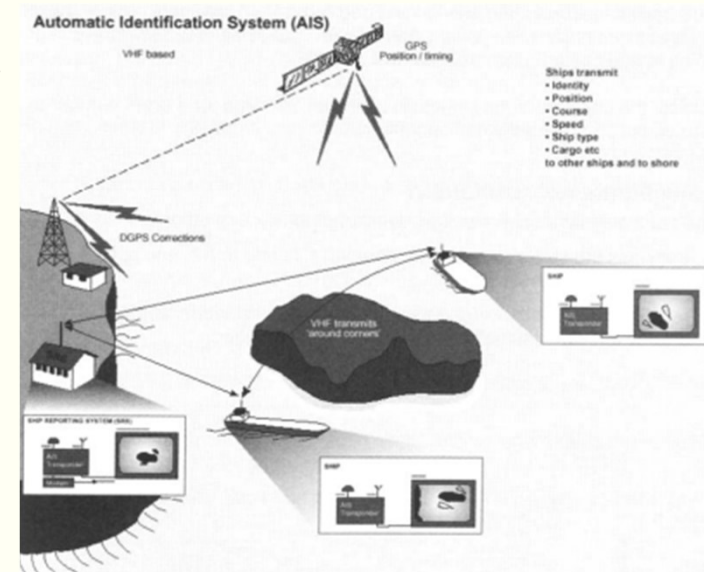 Automatic Identification System (AIS)
VHF based
GPS
Position / timing
Ships transmit
• Identity
• Position
• Course
• Speed
• Ship type
• Cargo etc
to other ships and to shore
DGPS Corrections
SHIP
AIS
Transponder
VHF transmits
'around corners'
SHIP REPORTING SYSTEM (SRS)
AIS
Transponder
SHIP
AIS
Transponder